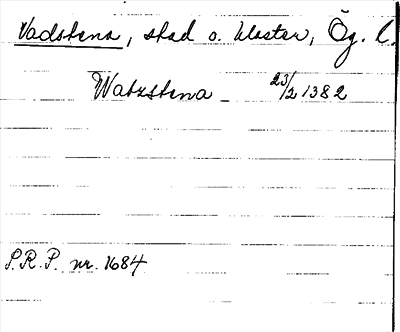 Vadstena, stad o. kloster, Ög. l.
Watzstena 23/2 1382
S.R.P. nr. 1684